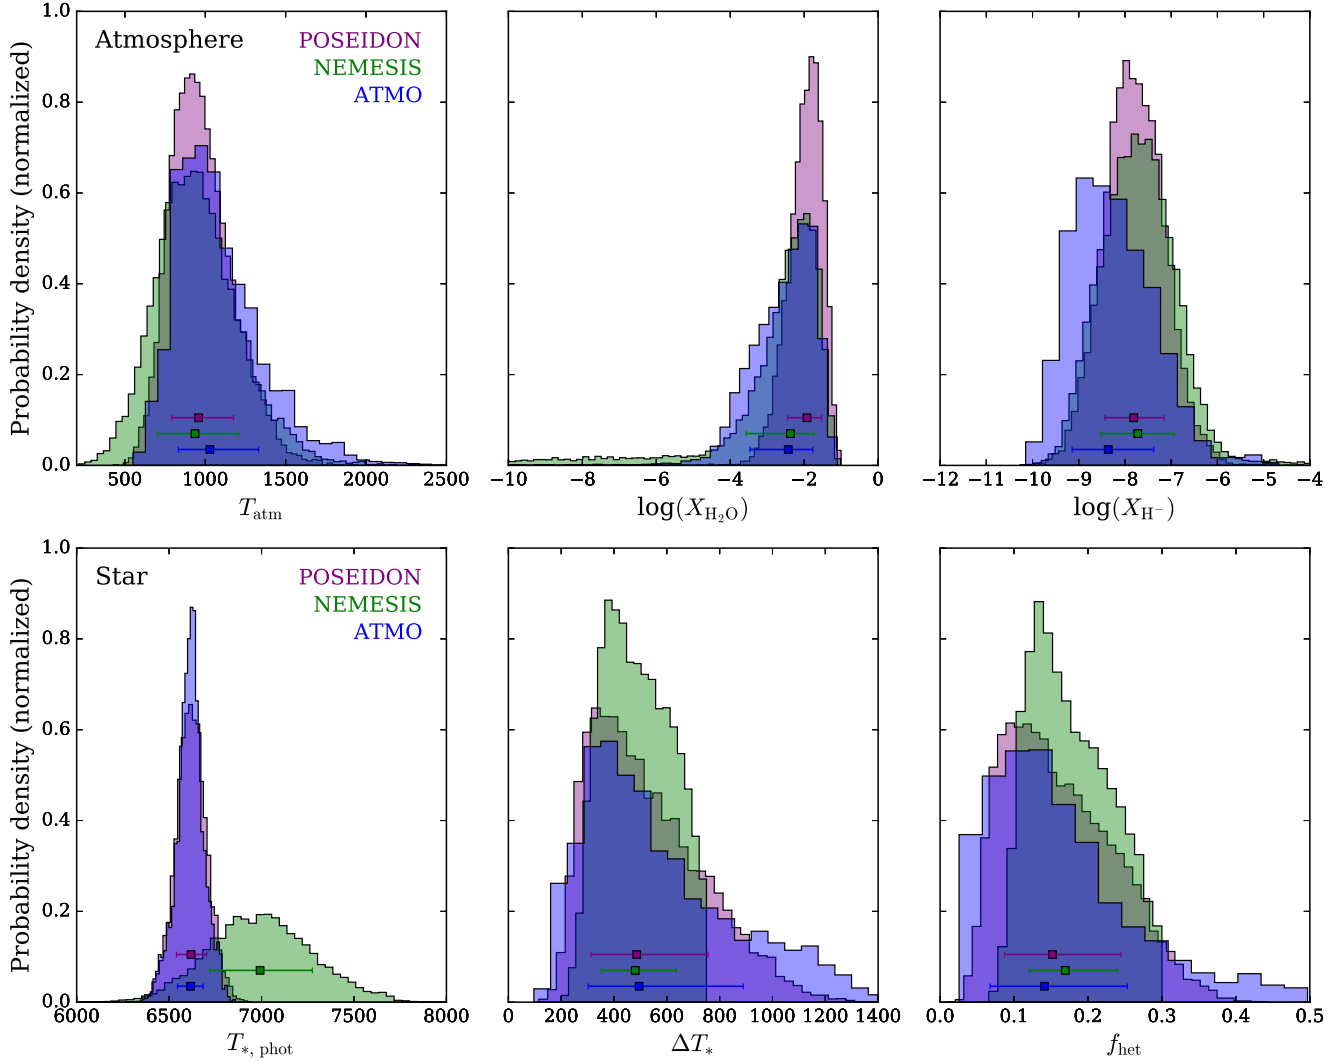 Probability density (normalized)
1.0
0.8
0.6
0.4
0.2
0.0
Atmosphere
POSEIDON
NEMESIS
ATMO
500 1000 1500 2000 2500
T_atm
−10 −8 −6 −4 −2 0
log(X_H₂O)
−12 −11 −10 −9 −8 −7 −6 −5 −4
log(X_H⁻)
Probability density (normalized)
1.0
0.8
0.6
0.4
0.2
0.0
Star
POSEIDON
NEMESIS
ATMO
6000 6500 7000 7500 8000
T_*, phot
0 200 400 600 800 1000 1200 1400
ΔT_*
0.0 0.1 0.2 0.3 0.4 0.5
f_het